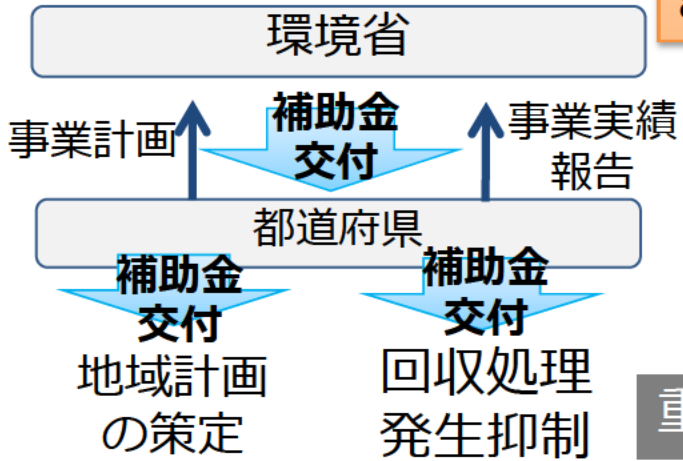 環境省
補助金
交付
事業計画
事業実績
報告
都道府県
補助金
交付
補助金
交付
地域計画
の策定
回収処理
発生抑制